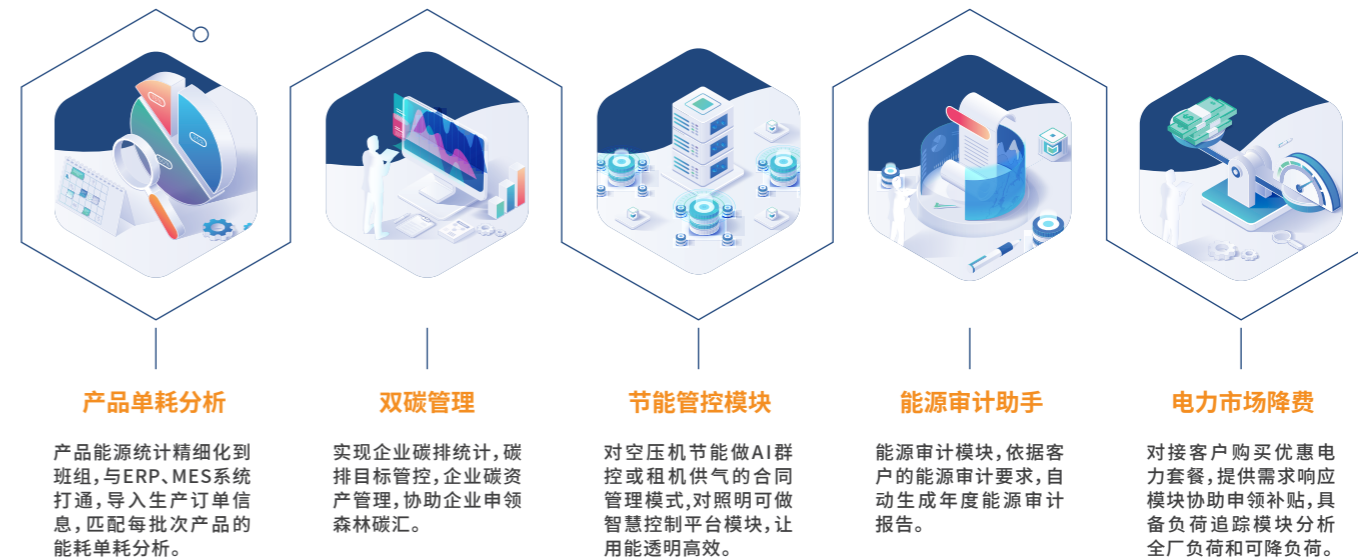 产品单耗分析
产品能源统计精细化到
班组,与ERP、MES系统
打通,导入生产订单信
息,匹配每批次产品的
能耗单耗分析。
双碳管理
实现企业碳排统计,碳
排目标管控,企业碳资
产管理,协助企业申领
森林碳汇。
节能管控模块
对空压机节能做AI群
控或租机供气的合同
管理模式,对照明可做
智慧控制平台模块,让
用能透明高效。
能源审计助手
能源审计模块,依据客
户的能源审计要求,自
动生成年度能源审计
报告。
电力市场降费
对接客户购买优惠电
力套餐,提供需求响应
模块协助申领补贴,具
备负荷追踪模块分析
全厂负荷和可降负荷。